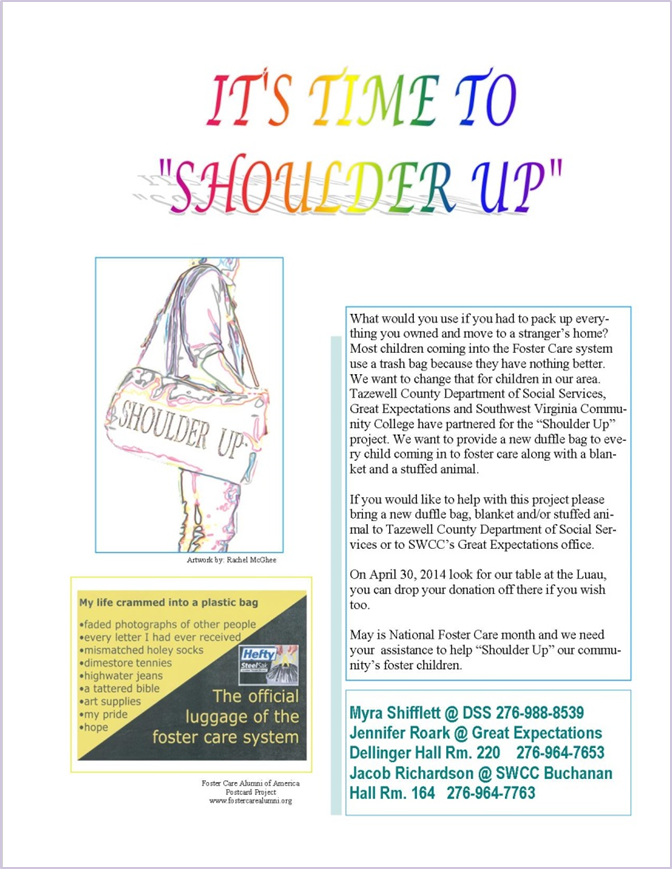 IT'S TIME TO
"SHOULDER UP"
SHOULDER UP
Artwork by: Rachel McGhee
My life crammed into a plastic bag
•faded photographs of other people
•every letter I had ever received
•mismatched holey socks
•dimestore tennies
•highwater jeans
•a tattered bible
•art supplies
•my pride
•hope
Hefty
SteelSak
The official
luggage of the
foster care system
Foster Care Alumni of America
Postcard Project
www.fostercarealumni.org
What would you use if you had to pack up every-
thing you owned and move to a stranger's home?
Most children coming into the Foster Care system
use a trash bag because they have nothing better.
We want to change that for children in our area.
Tazewell County Department of Social Services,
Great Expectations and Southwest Virginia Commu-
nity College have partnered for the “Shoulder Up”
project. We want to provide a new duffle bag to eve-
ry child coming in to foster care along with a blan-
ket and a stuffed animal.
If you would like to help with this project please
bring a new duffle bag, blanket and/or stuffed ani-
mal to Tazewell County Department of Social Ser-
vices or to SWCC’s Great Expectations office.
On April 30, 2014 look for our table at the Luau,
you can drop your donation off there if you wish
too.
May is National Foster Care month and we need
your assistance to help “Shoulder Up” our commu-
nity’s foster children.
Myra Shifflett @ DSS 276-988-8539
Jennifer Roark @ Great Expectations
Dellinger Hall Rm. 220 276-964-7653
Jacob Richardson @ SWCC Buchanan
Hall Rm. 164 276-964-7763